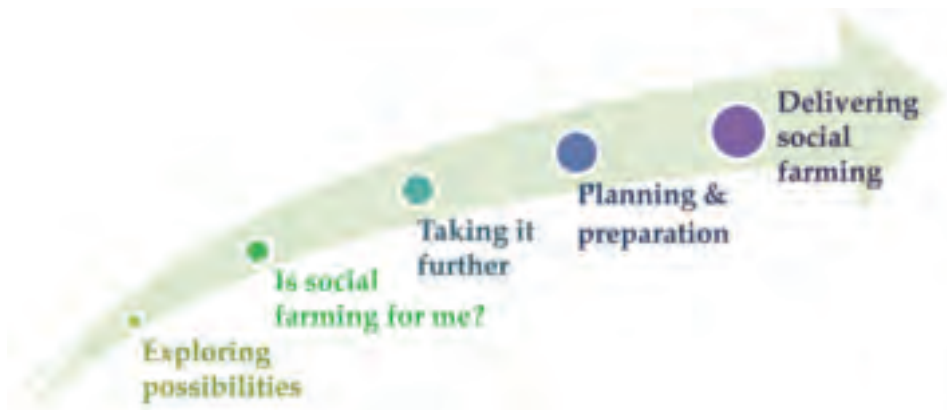 Exploring
possibilities
Is social
farming for me?
Taking it
further
Planning &
preparation
Delivering
social
farming